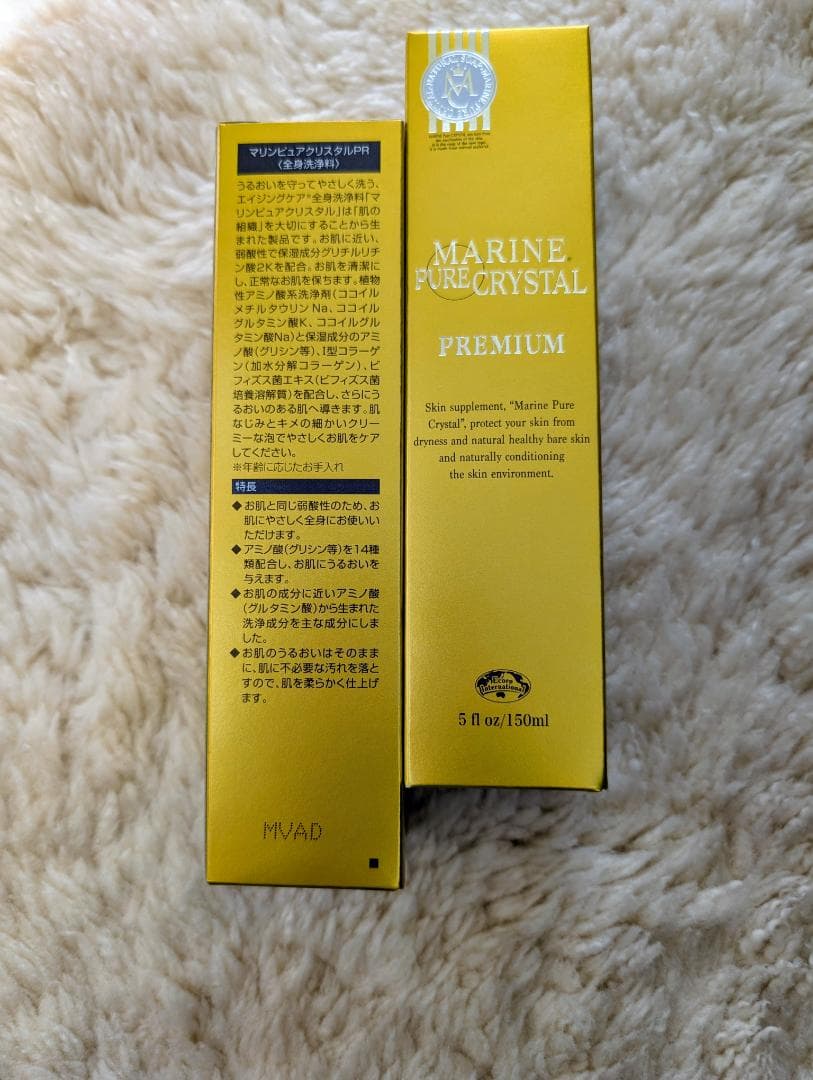 マリンピュアクリスタルPR
〈全身洗浄料〉
うるおいを守ってやさしく洗う、
エイジングケア※全身洗浄料「マ
リンピュアクリスタル」は「肌の
組織」を大切にすることから生
まれた製品です。お肌に近い、
弱酸性で保湿成分グリチルリチ
ン酸2Kを配合。お肌を清潔に
し、正常なお肌を保ちます。植物
性アミノ酸系洗浄剤(ココイル
メチルタウリンNa、ココイル
グルタミン酸K、ココイルグル
タミン酸Na)と保湿成分のアミ
ノ酸(グリシン等)、I型コラーゲ
ン(加水分解コラーゲン)、ビ
フィズス菌エキス(ビフィズス菌
培養溶解質)を配合し、さらにう
るおいのある肌へ導きます。肌
なじみとキメの細かいクリー
ミーな泡でやさしくお肌をケア
してください。
※年齢に応じたお手入れ
特長
◆お肌と同じ弱酸性のため、お
肌にやさしく全身にお使いい
ただけます。
◆アミノ酸(グリシン等)を14種
類配合し、お肌にうるおいを
与えます。
◆お肌の成分に近いアミノ酸
(グルタミン酸)から生まれた
洗浄成分を主な成分にしま
した。
◆お肌のうるおいはそのまま
に、肌に不必要な汚れを落と
すので、肌を柔らかく仕上げ
ます。
MVAD
MARINE
PURE CRYSTAL
PREMIUM
Skin supplement, “Marine Pure
Crystal”, protect your skin from
dryness and natural healthy bare skin
and naturally conditioning
the skin environment.
Ecoro
International
5 fl oz/150ml